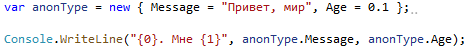 var anonType = new { Message = "Привет, мир", Age = 0.1 };
Console.WriteLine("{0}. Мне {1}", anonType.Message, anonType.Age);